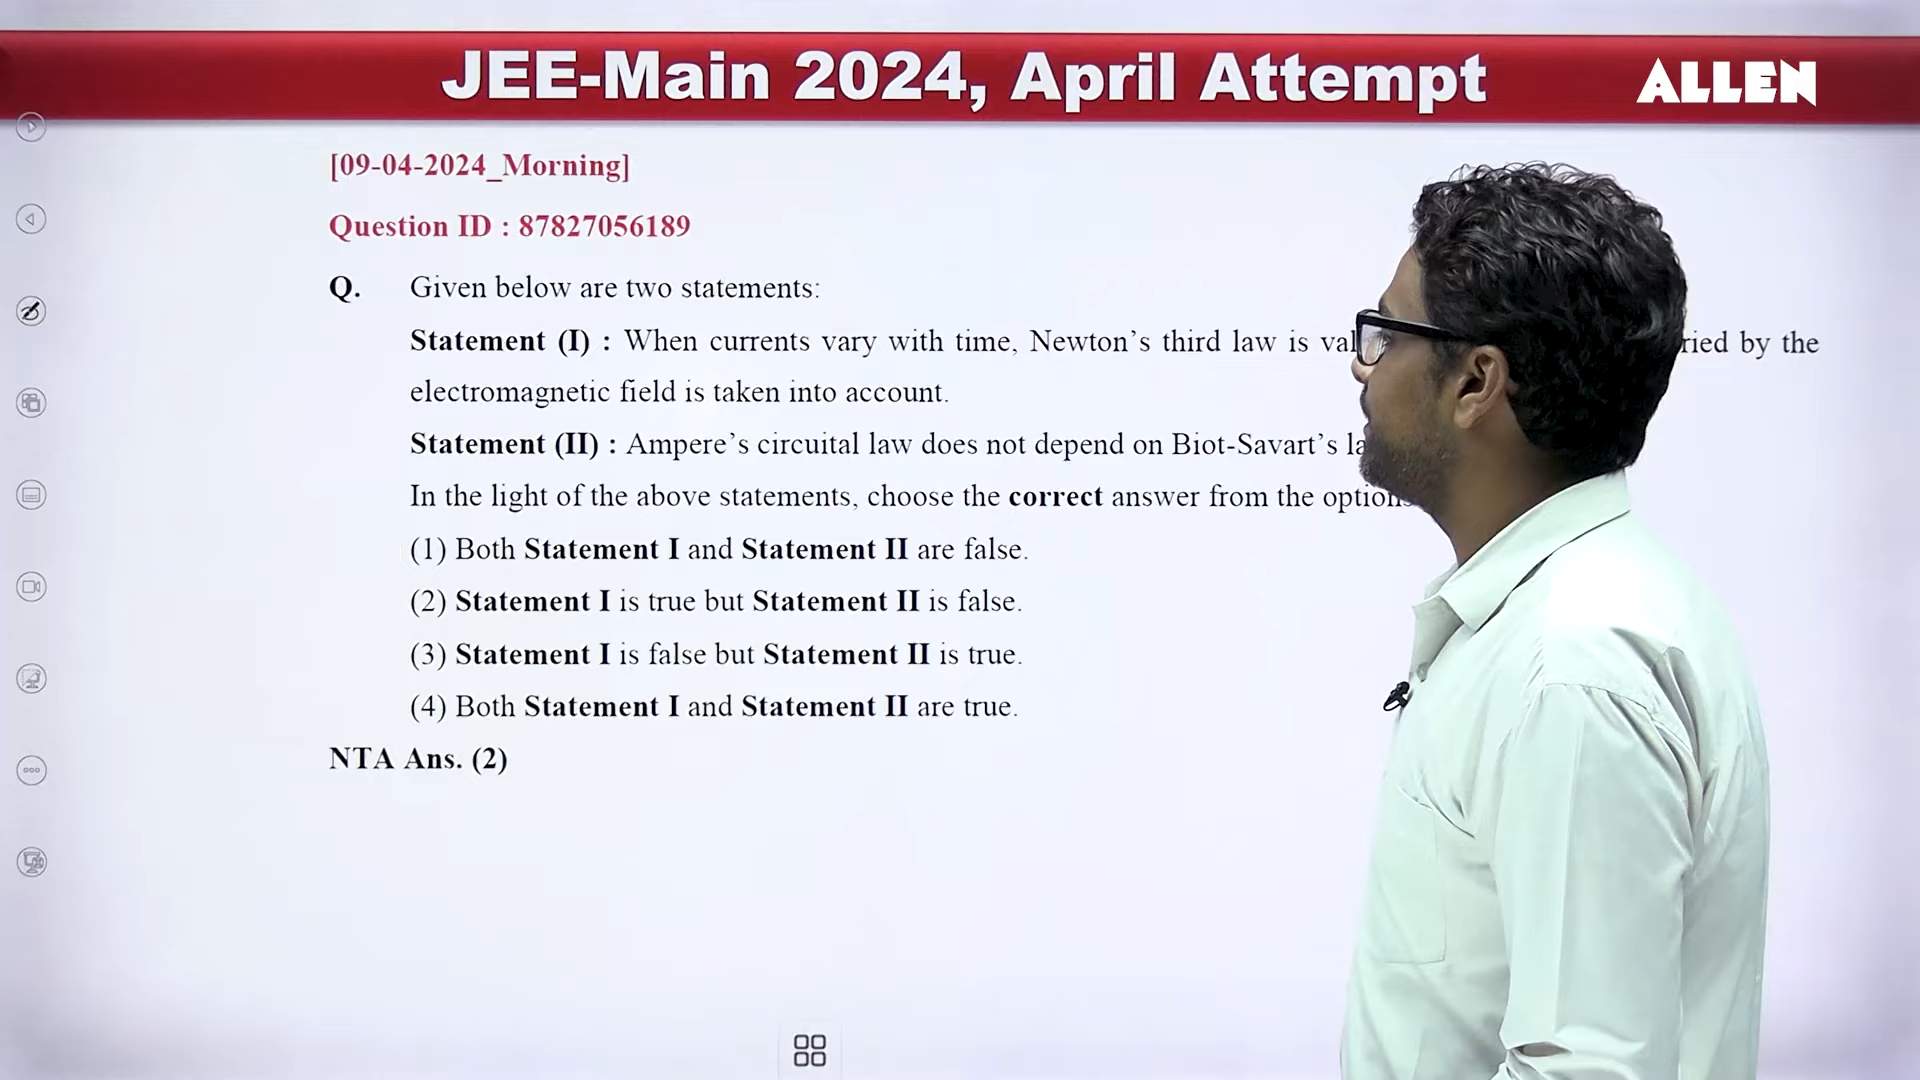 JEE-Main 2024, April Attempt
ALLEN
[09-04-2024_Morning]
Question ID : 87827056189
Q. Given below are two statements:
Statement (I) : When currents vary with time, Newton's third law is by the
electromagnetic field is taken into account.
Statement (II) : Ampere's circuital law does not depend on Biot-Savart's
In the light of the above statements, choose the correct answer from the
(1) Both Statement I and Statement II are false.
(2) Statement I is true but Statement II is false.
(3) Statement I is false but Statement II is true.
(4) Both Statement I and Statement II are true.
NTA Ans. (2)